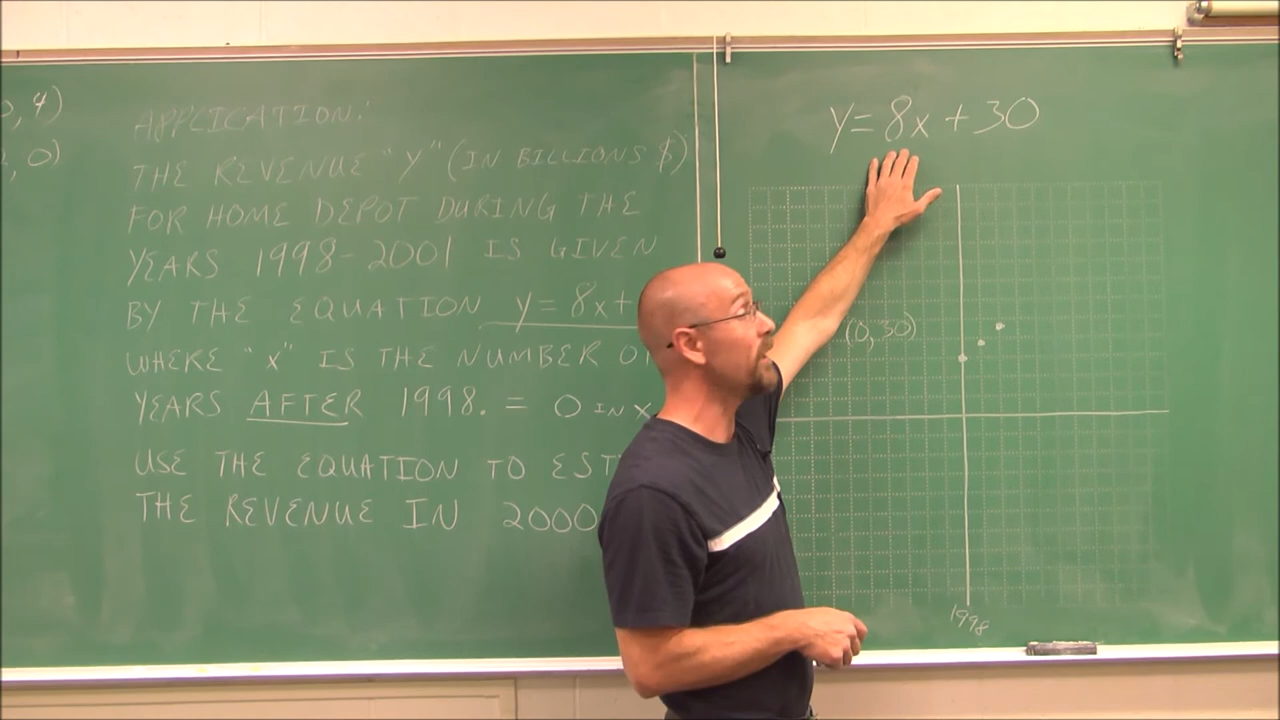 0, 4)
, 0)
APPLICATION:
THE REVENUE "Y" (IN BILLIONS $)
FOR HOME DEPOT DURING THE
YEARS 1998-2001 IS GIVEN
BY THE EQUATION y=8x+
WHERE "X" IS THE NUMBER O
YEARS AFTER 1998. = 0 IN X
USE THE EQUATION TO EST
THE REVENUE IN 2000
y=8x+30
(0,30)
1998